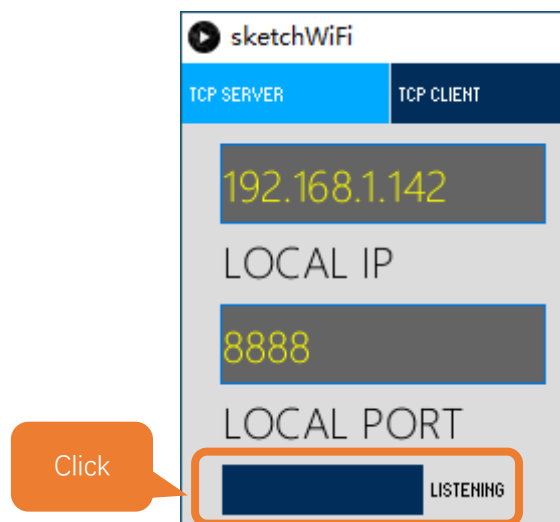 sketchWiFi
TCP SERVER TCP CLIENT
192.168.1.142
LOCAL IP
8888
LOCAL PORT
Click
LISTENING